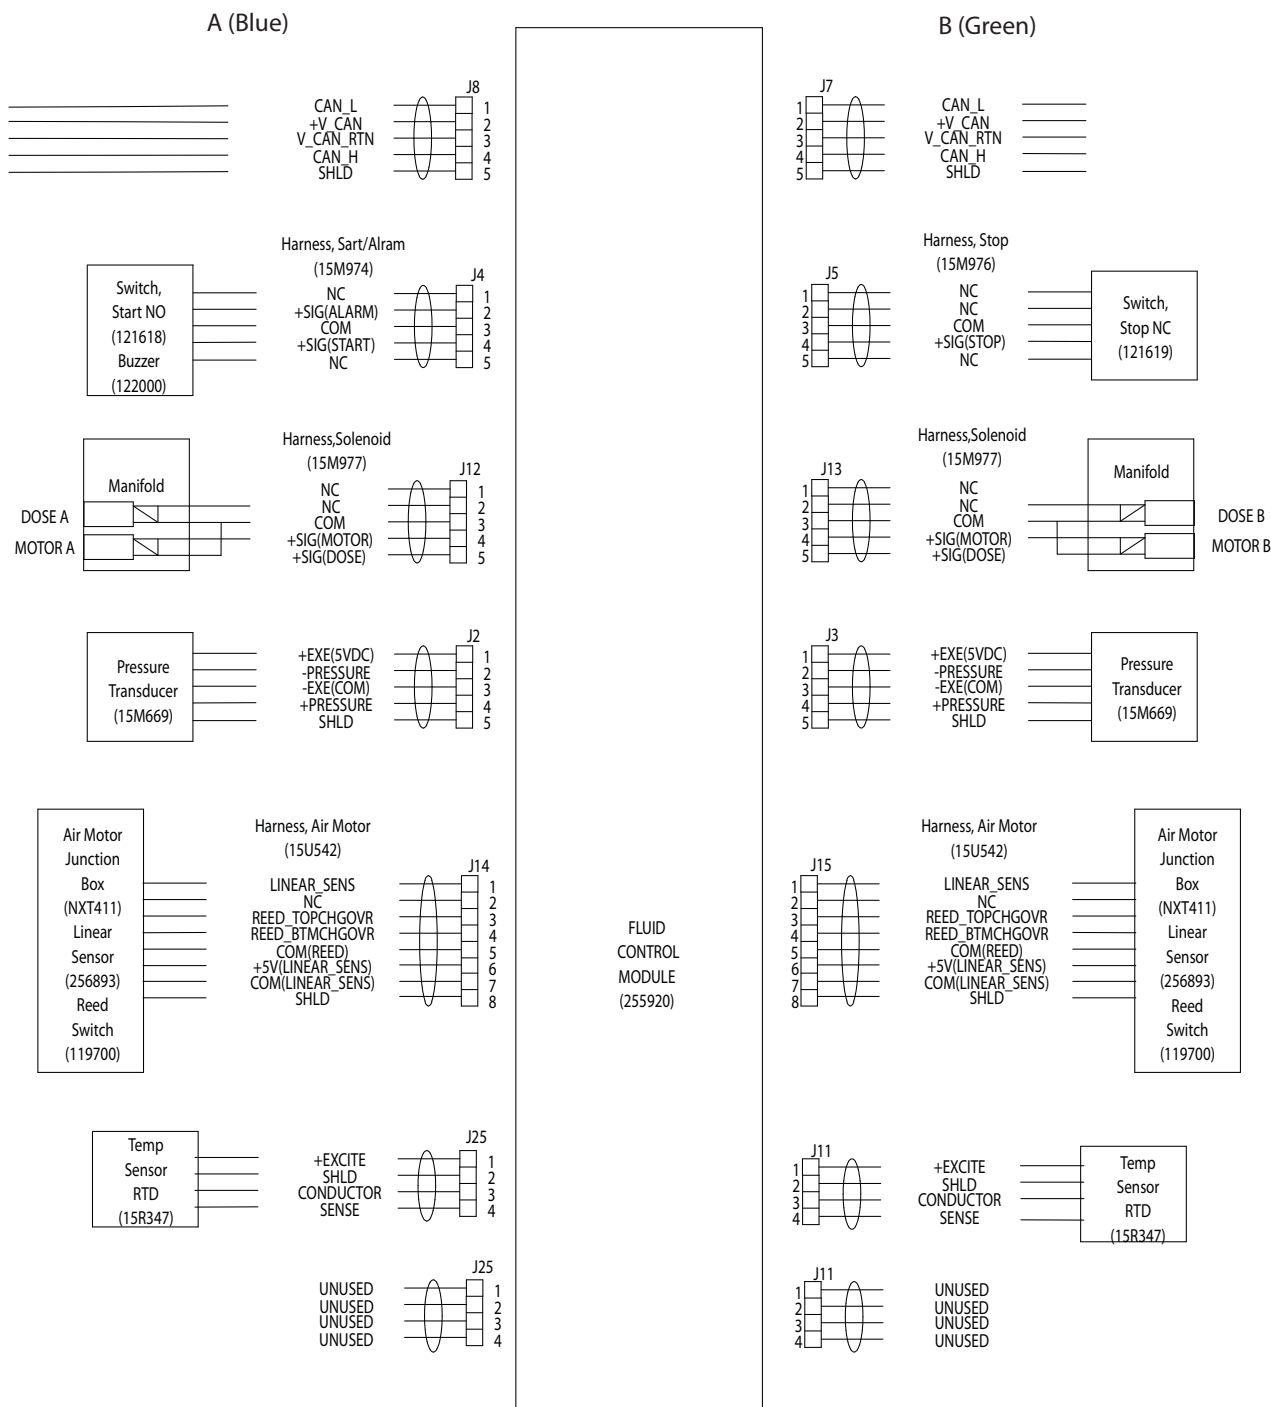 A (Blue)
B (Green)
J8
CAN_L 1
+V_CAN 2
V_CAN_RTN 3
CAN_H 4
SHLD 5
J7
1 CAN_L
2 +V_CAN
3 V_CAN_RTN
4 CAN_H
5 SHLD
Harness, Sart/Alram
(15M974)
J4
Switch,
Start NO
(121618)
Buzzer
(122000)
NC 1
+SIG(ALARM) 2
COM 3
+SIG(START) 4
NC 5
Harness, Stop
(15M976)
J5
1 NC
2 NC
3 COM
4 +SIG(STOP)
5 NC
Switch,
Stop NC
(121619)
Harness,Solenoid
(15M977)
J12
Manifold
DOSE A
MOTOR A
NC 1
NC 2
COM 3
+SIG(MOTOR) 4
+SIG(DOSE) 5
Harness,Solenoid
(15M977)
J13
1 NC
2 NC
3 COM
4 +SIG(MOTOR)
5 +SIG(DOSE)
Manifold
DOSE B
MOTOR B
J2
Pressure
Transducer
(15M669)
+EXE(5VDC) 1
-PRESSURE 2
-EXE(COM) 3
+PRESSURE 4
SHLD 5
J3
1 +EXE(5VDC)
2 -PRESSURE
3 -EXE(COM)
4 +PRESSURE
5 SHLD
Pressure
Transducer
(15M669)
Air Motor
Junction
Box
(NXT411)
Linear
Sensor
(256893)
Reed
Switch
(119700)
Harness, Air Motor
(15U542)
J14
LINEAR_SENS 1
NC 2
REED_TOPCHGOVR 3
REED_BTMCHGOVR 4
COM(REED) 5
+5V(LINEAR_SENS) 6
COM(LINEAR_SENS) 7
SHLD 8
FLUID
CONTROL
MODULE
(255920)
Harness, Air Motor
(15U542)
J15
1 LINEAR_SENS
2 NC
3 REED_TOPCHGOVR
4 REED_BTMCHGOVR
5 COM(REED)
6 +5V(LINEAR_SENS)
7 COM(LINEAR_SENS)
8 SHLD
Air Motor
Junction
Box
(NXT411)
Linear
Sensor
(256893)
Reed
Switch
(119700)
Temp
Sensor
RTD
(15R347)
J25
+EXCITE 1
SHLD 2
CONDUCTOR 3
SENSE 4
J11
1 +EXCITE
2 SHLD
3 CONDUCTOR
4 SENSE
Temp
Sensor
RTD
(15R347)
J25
UNUSED 1
UNUSED 2
UNUSED 3
UNUSED 4
J11
1 UNUSED
2 UNUSED
3 UNUSED
4 UNUSED